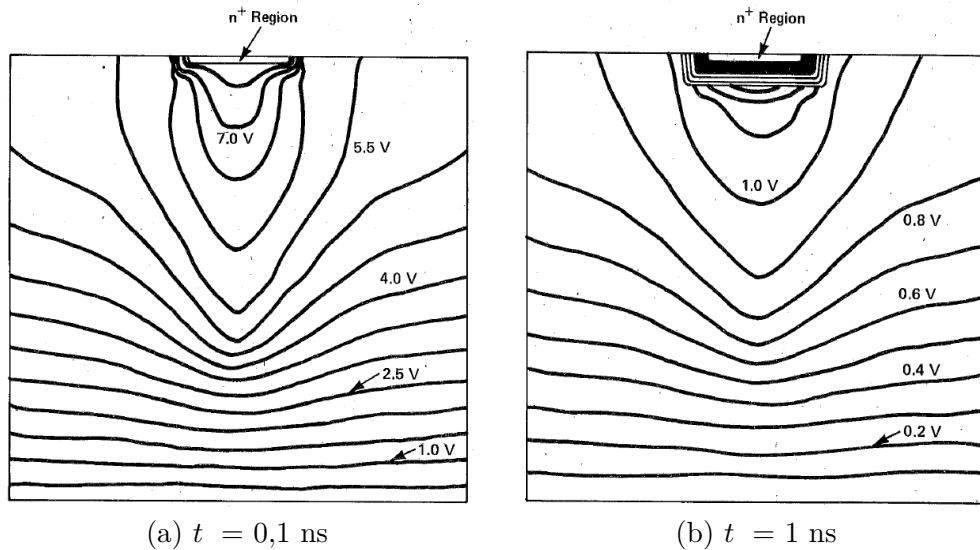 n⁺ Region
7.0 V
5.5 V
4.0 V
2.5 V
1.0 V
(a) t = 0,1 ns
n⁺ Region
1.0 V
0.8 V
0.6 V
0.4 V
0.2 V
(b) t = 1 ns